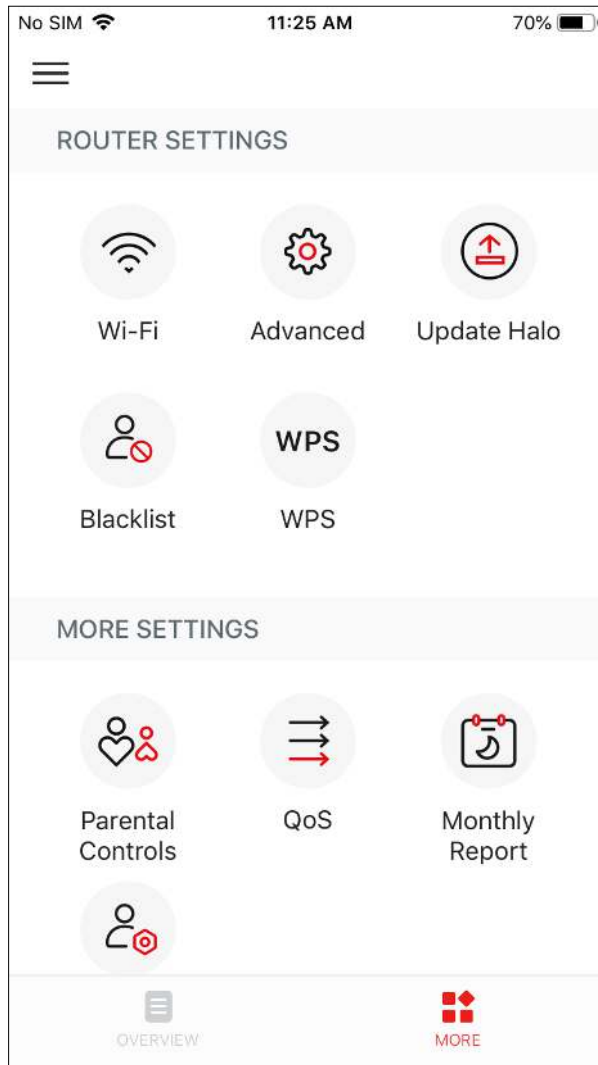 No SIM 11:25 AM 70%
ROUTER SETTINGS
Wi-Fi Advanced Update Halo
WPS
Blacklist WPS
MORE SETTINGS
Parental QoS Monthly
Controls Report
OVERVIEW MORE